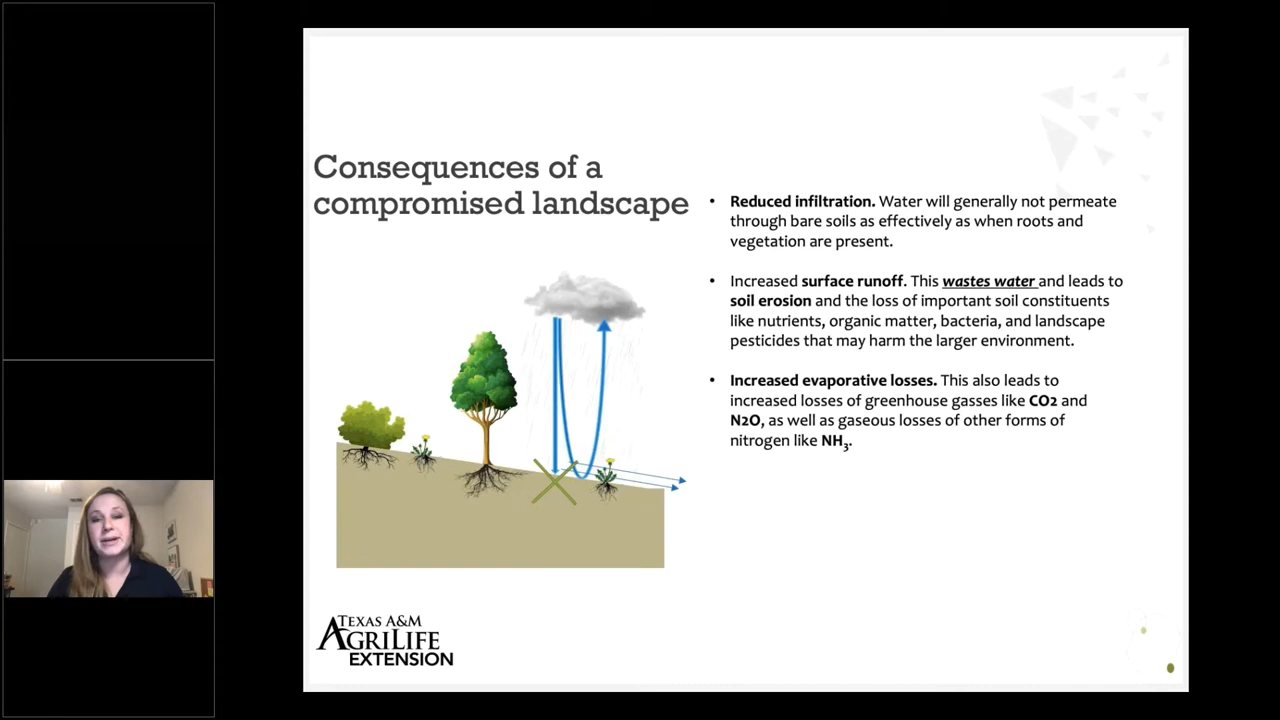 Consequences of a
compromised landscape
• Reduced infiltration. Water will generally not permeate
through bare soils as effectively as when roots and
vegetation are present.
• Increased surface runoff. This wastes water and leads to
soil erosion and the loss of important soil constituents
like nutrients, organic matter, bacteria, and landscape
pesticides that may harm the larger environment.
• Increased evaporative losses. This also leads to
increased losses of greenhouse gasses like CO2 and
N2O, as well as gaseous losses of other forms of
nitrogen like NH₃.
TEXAS A&M
AGRILIFE
EXTENSION